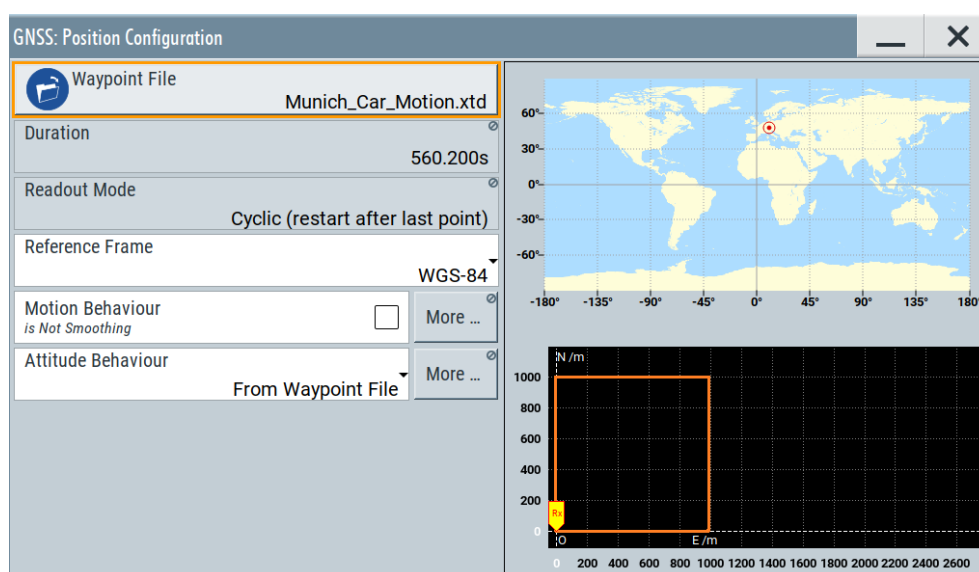 GNSS: Position Configuration
Waypoint File
Munich_Car_Motion.xtd
Duration
560.200s
Readout Mode
Cyclic (restart after last point)
Reference Frame
WGS-84
Motion Behaviour
is Not Smoothing
More ...
Attitude Behaviour
From Waypoint File
More ...
60°
30°
0°
-30°
-60°
-180° -135° -90° -45° 0° 45° 90° 135° 180°
N /m
1000
800
600
400
200
Rx
0
O E /m
0 200 400 600 800 1000 1200 1400 1600 1800 2000 2200 2400 2600